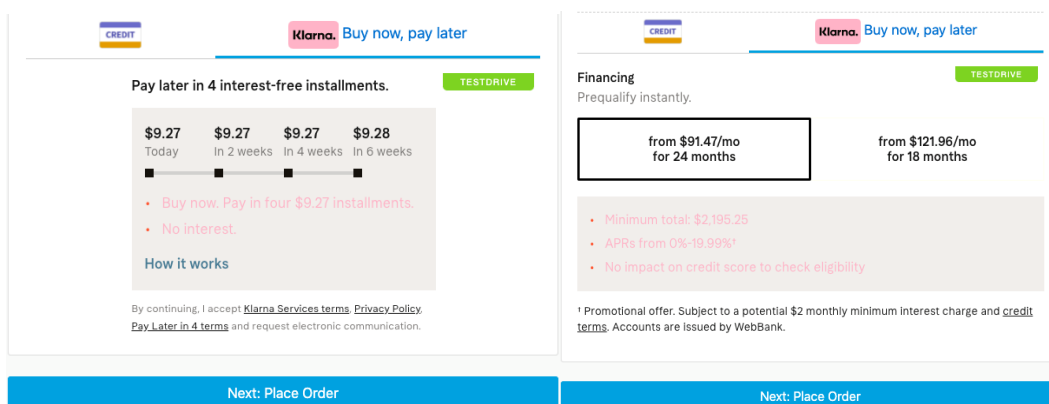 CREDIT
Klarna. Buy now, pay later
Pay later in 4 interest-free installments.
TESTDRIVE
$9.27 $9.27 $9.27 $9.28
Today In 2 weeks In 4 weeks In 6 weeks
• Buy now. Pay in four $9.27 installments.
• No interest.
How it works
By continuing, I accept Klarna Services terms, Privacy Policy,
Pay Later in 4 terms and request electronic communication.
Next: Place Order
CREDIT
Klarna. Buy now, pay later
Financing
TESTDRIVE
Prequalify instantly.
from $91.47/mo
for 24 months
from $121.96/mo
for 18 months
• Minimum total: $2,195.25
• APRs from 0%-19.99%†
• No impact on credit score to check eligibility
† Promotional offer. Subject to a potential $2 monthly minimum interest charge and credit
terms. Accounts are issued by WebBank.
Next: Place Order